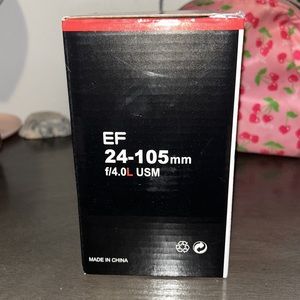 EF
24-105mm
f/4.0L USM
MADE IN CHINA